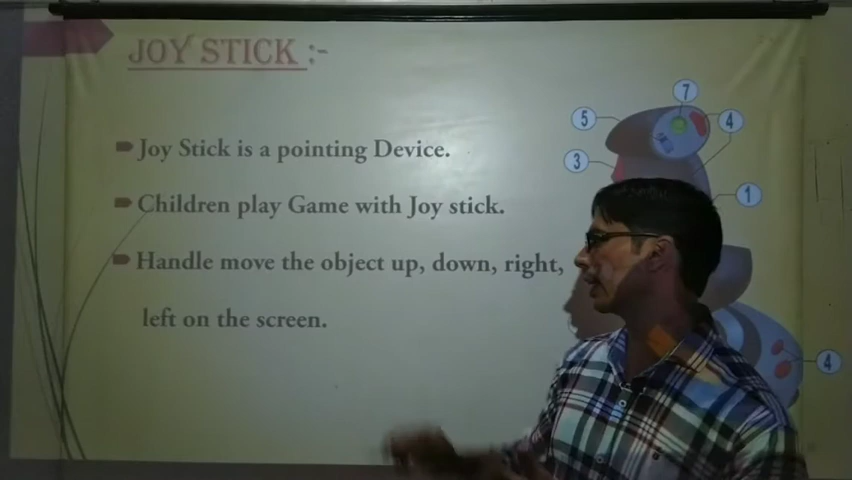 JOY STICK :-
Joy Stick is a pointing Device.
Children play Game with Joy stick.
Handle move the object up, down, right,
left on the screen.
7
5
4
3
1
4